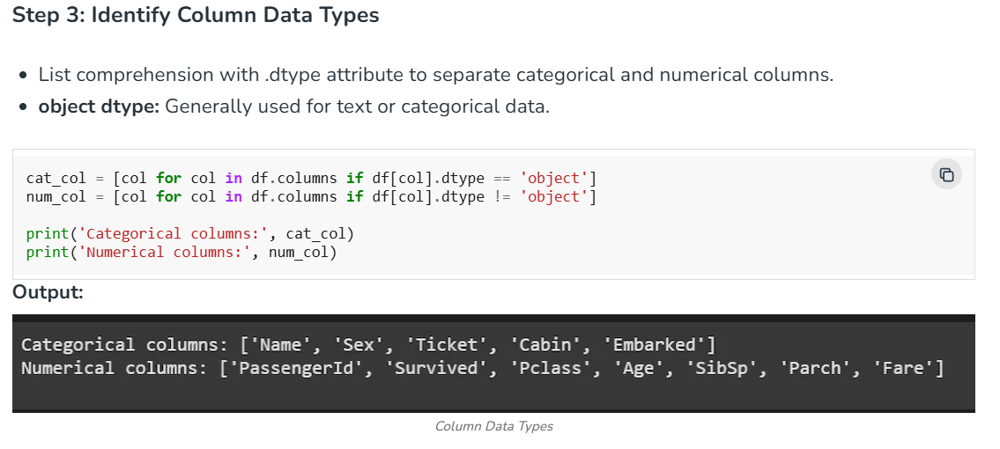 Step 3: Identify Column Data Types
List comprehension with .dtype attribute to separate categorical and numerical columns.
object dtype: Generally used for text or categorical data.
cat_col = [col for col in df.columns if df[col].dtype == 'object']
num_col = [col for col in df.columns if df[col].dtype != 'object']
print('Categorical columns:', cat_col)
print('Numerical columns:', num_col)
Output:
Categorical columns: ['Name', 'Sex', 'Ticket', 'Cabin', 'Embarked']
Numerical columns: ['PassengerId', 'Survived', 'Pclass', 'Age', 'SibSp', 'Parch', 'Fare']
Column Data Types